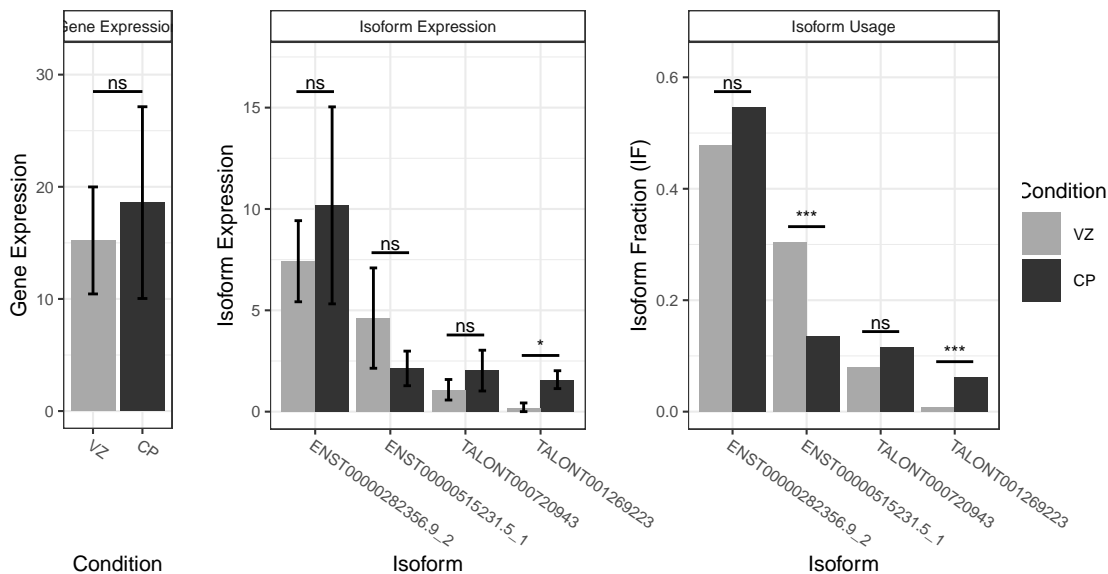 Gene Expression
ns
30
20
10
0
Gene Expression
VZ
CP
Condition
Isoform Expression
ns
ns
ns
*
15
10
5
0
Isoform Expression
ENST00000282356.9_2
ENST00000515231.5_1
TALONT000720943
TALONT001269223
Isoform
Isoform Usage
ns
***
ns
***
0.6
0.4
0.2
0.0
Isoform Fraction (IF)
ENST00000282356.9_2
ENST00000515231.5_1
TALONT000720943
TALONT001269223
Isoform
Condition
VZ
CP